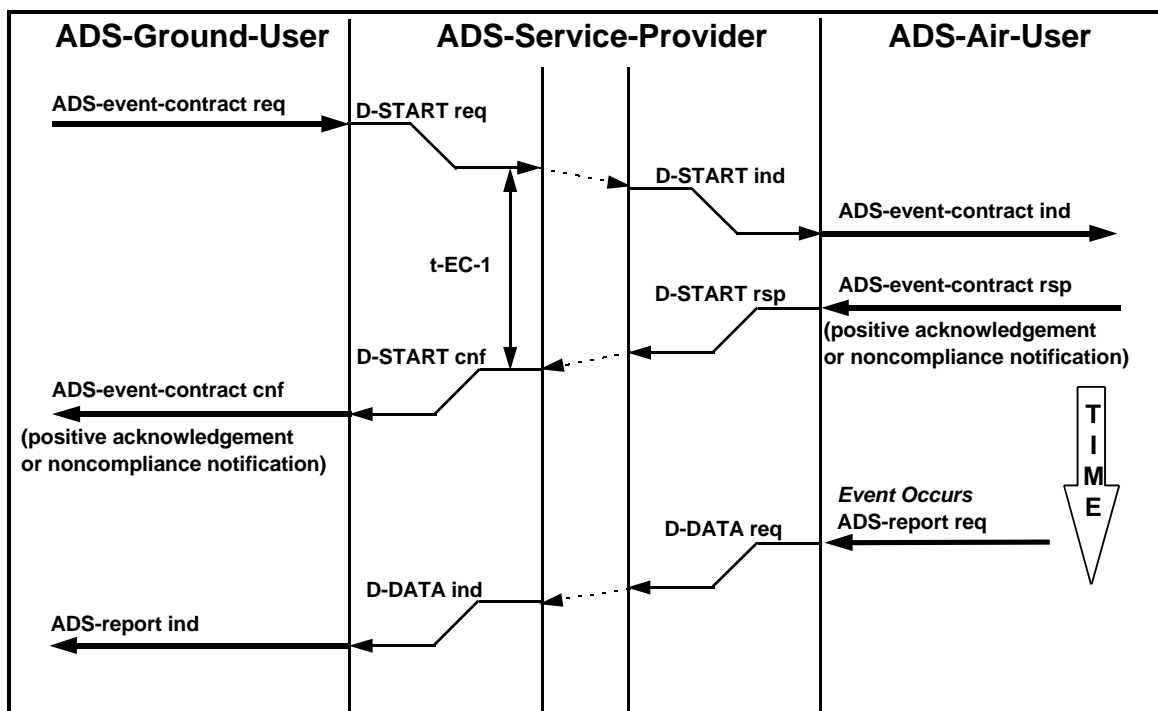 ADS-Ground-User
ADS-Service-Provider
ADS-Air-User
ADS-event-contract req
D-START req
D-START ind
ADS-event-contract ind
t-EC-1
D-START rsp
ADS-event-contract rsp
(positive acknowledgement
or noncompliance notification)
D-START cnf
ADS-event-contract cnf
(positive acknowledgement
or noncompliance notification)
TIME
Event Occurs
ADS-report req
D-DATA req
D-DATA ind
ADS-report ind